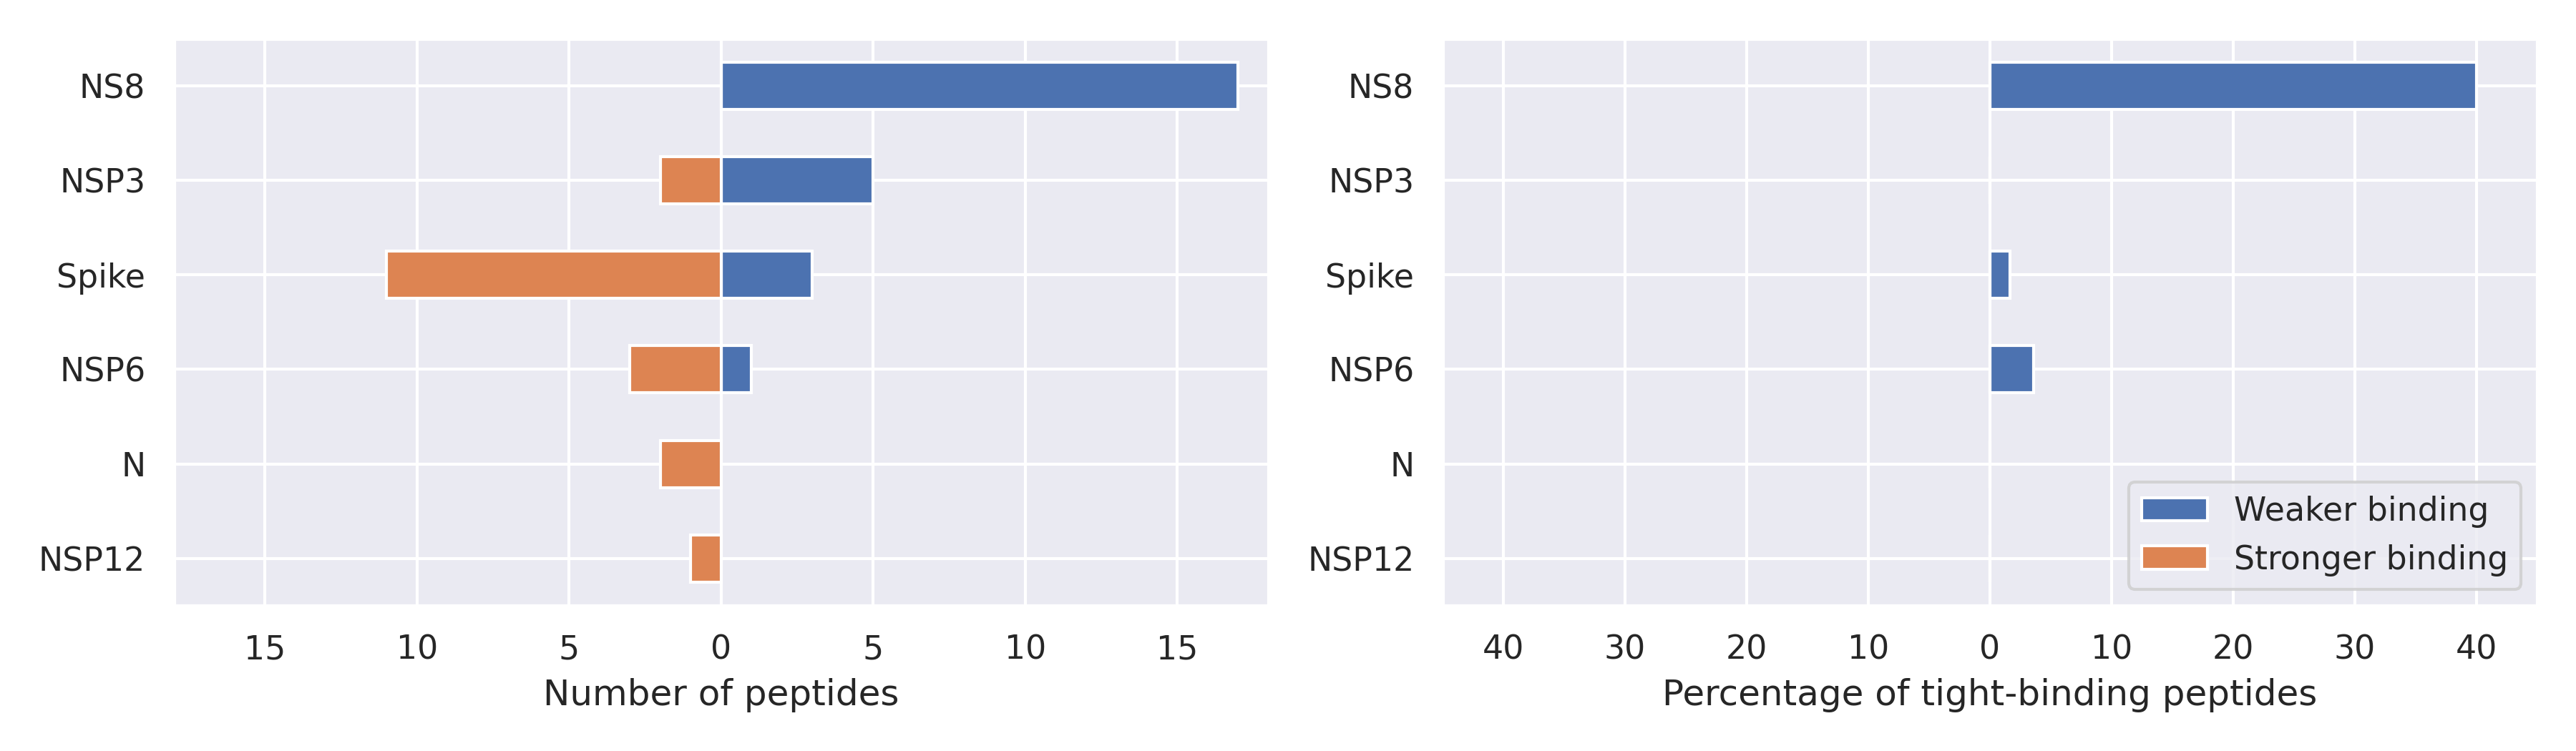 NS8
NSP3
Spike
NSP6
N
NSP12
15 10 5 0 5 10 15
Number of peptides
NS8
NSP3
Spike
NSP6
N
NSP12
Weaker binding
Stronger binding
40 30 20 10 0 10 20 30 40
Percentage of tight-binding peptides